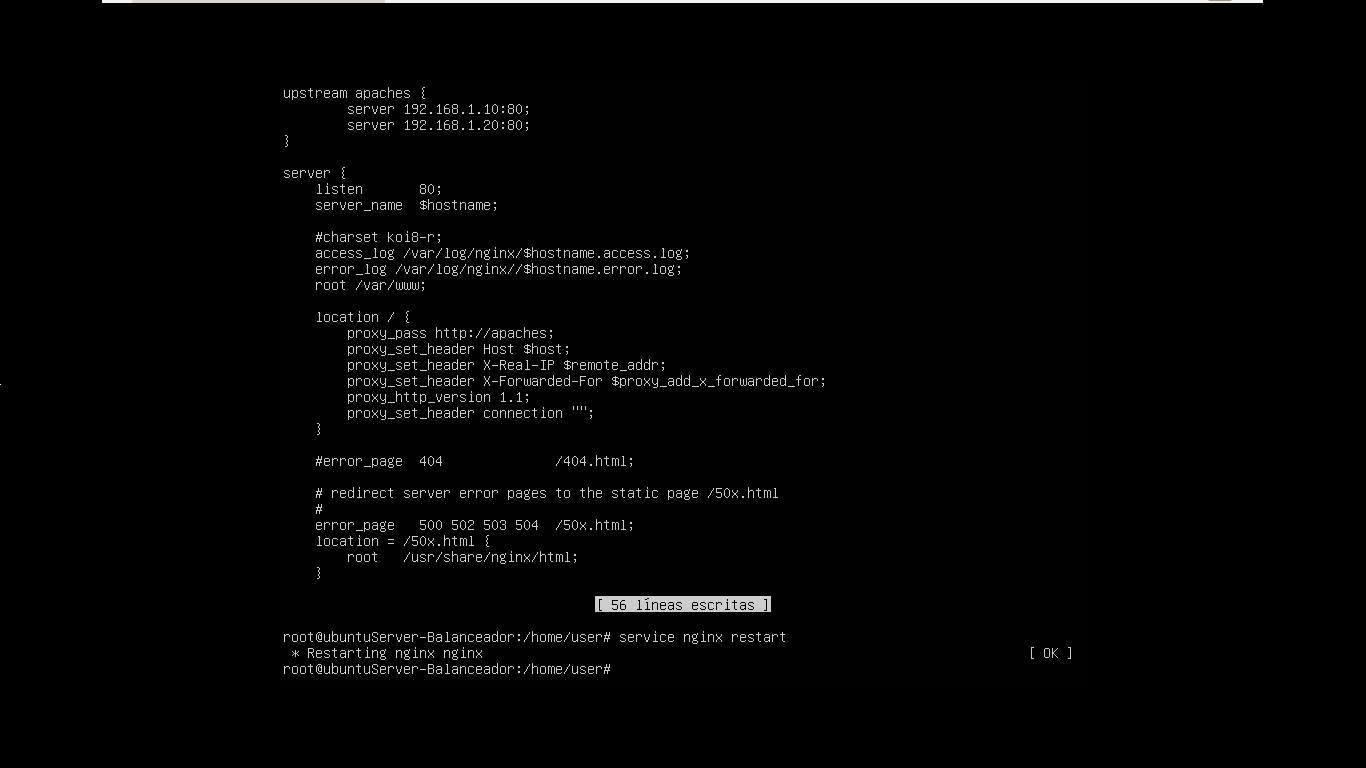 upstream apaches {
        server 192.168.1.10:80;
        server 192.168.1.20:80;
}
server {
    listen       80;
    server_name  $hostname;
    #charset koi8-r;
    access_log /var/log/nginx/$hostname.access.log;
    error_log /var/log/nginx//$hostname.error.log;
    root /var/www;
    location / {
        proxy_pass http://apaches;
        proxy_set_header Host $host;
        proxy_set_header X-Real-IP $remote_addr;
        proxy_set_header X-Forwarded-For $proxy_add_x_forwarded_for;
        proxy_http_version 1.1;
        proxy_set_header connection "";
    }
    #error_page  404              /404.html;
    # redirect server error pages to the static page /50x.html
    #
    error_page   500 502 503 504  /50x.html;
    location = /50x.html {
        root   /usr/share/nginx/html;
    }
[ 56 líneas escritas ]
root@ubuntuServer-Balanceador:/home/user# service nginx restart
 * Restarting nginx nginx                                                                    [ OK ]
root@ubuntuServer-Balanceador:/home/user#